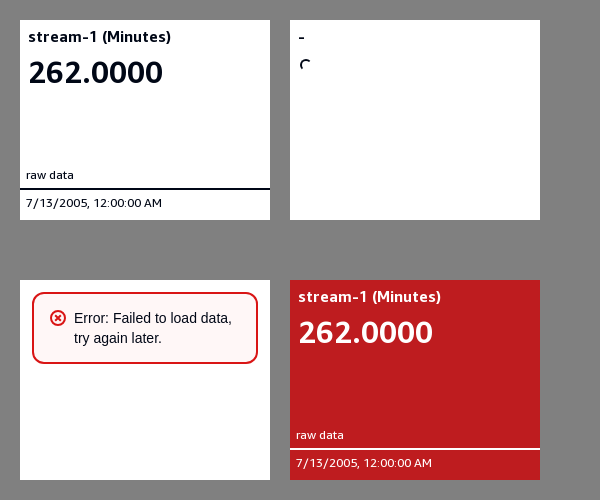 stream-1 (Minutes)
262.0000
raw data
7/13/2005, 12:00:00 AM
-
Error: Failed to load data,
try again later.
stream-1 (Minutes)
262.0000
raw data
7/13/2005, 12:00:00 AM